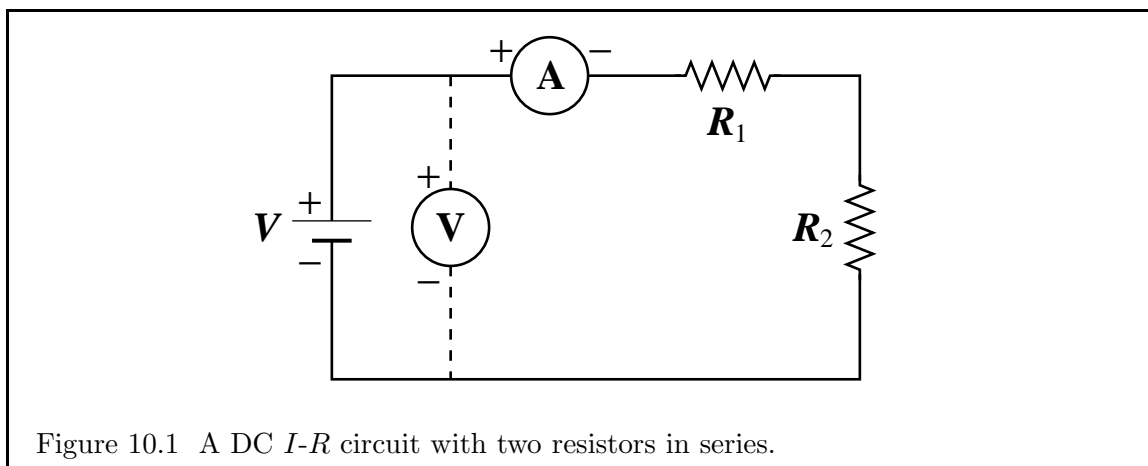 + A −
R1
+
+
V
V
R2
−
−
Figure 10.1 A DC I-R circuit with two resistors in series.